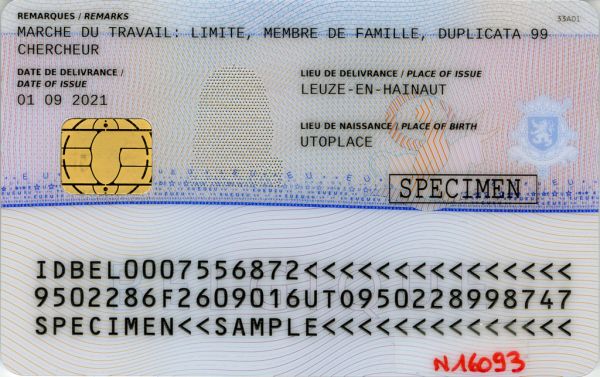 REMARQUES / REMARKS
33A01
MARCHE DU TRAVAIL: LIMITE, MEMBRE DE FAMILLE, DUPLICATA 99
CHERCHEUR
DATE DE DELIVRANCE /
DATE OF ISSUE
01 09 2021
LIEU DE DELIVRANCE / PLACE OF ISSUE
LEUZE-EN-HAINAUT
LIEU DE NAISSANCE / PLACE OF BIRTH
UTOPLACE
SPECIMEN
IDBEL0007556872<<<<<<<<<<<<<<<
9502286F2609016UT0950228998747
SPECIMEN<<SAMPLE<<<<<<<<<<<<<<
N16093